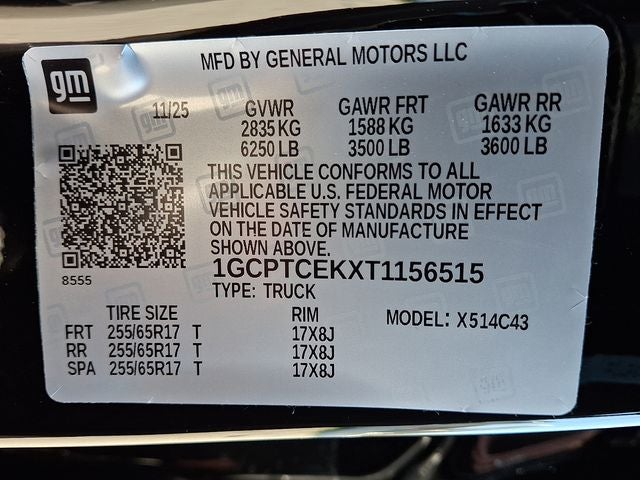 gm
MFD BY GENERAL MOTORS LLC
11/25 GVWR GAWR FRT GAWR RR
2835 KG 1588 KG 1633 KG
6250 LB 3500 LB 3600 LB
THIS VEHICLE CONFORMS TO ALL
APPLICABLE U.S. FEDERAL MOTOR
VEHICLE SAFETY STANDARDS IN EFFECT
ON THE DATE OF MANUFACTURE
SHOWN ABOVE.
8555
1GCPTCEKXT1156515
TYPE: TRUCK
TIRE SIZE RIM MODEL: X514C43
FRT 255/65R17 T 17X8J
RR 255/65R17 T 17X8J
SPA 255/65R17 T 17X8J